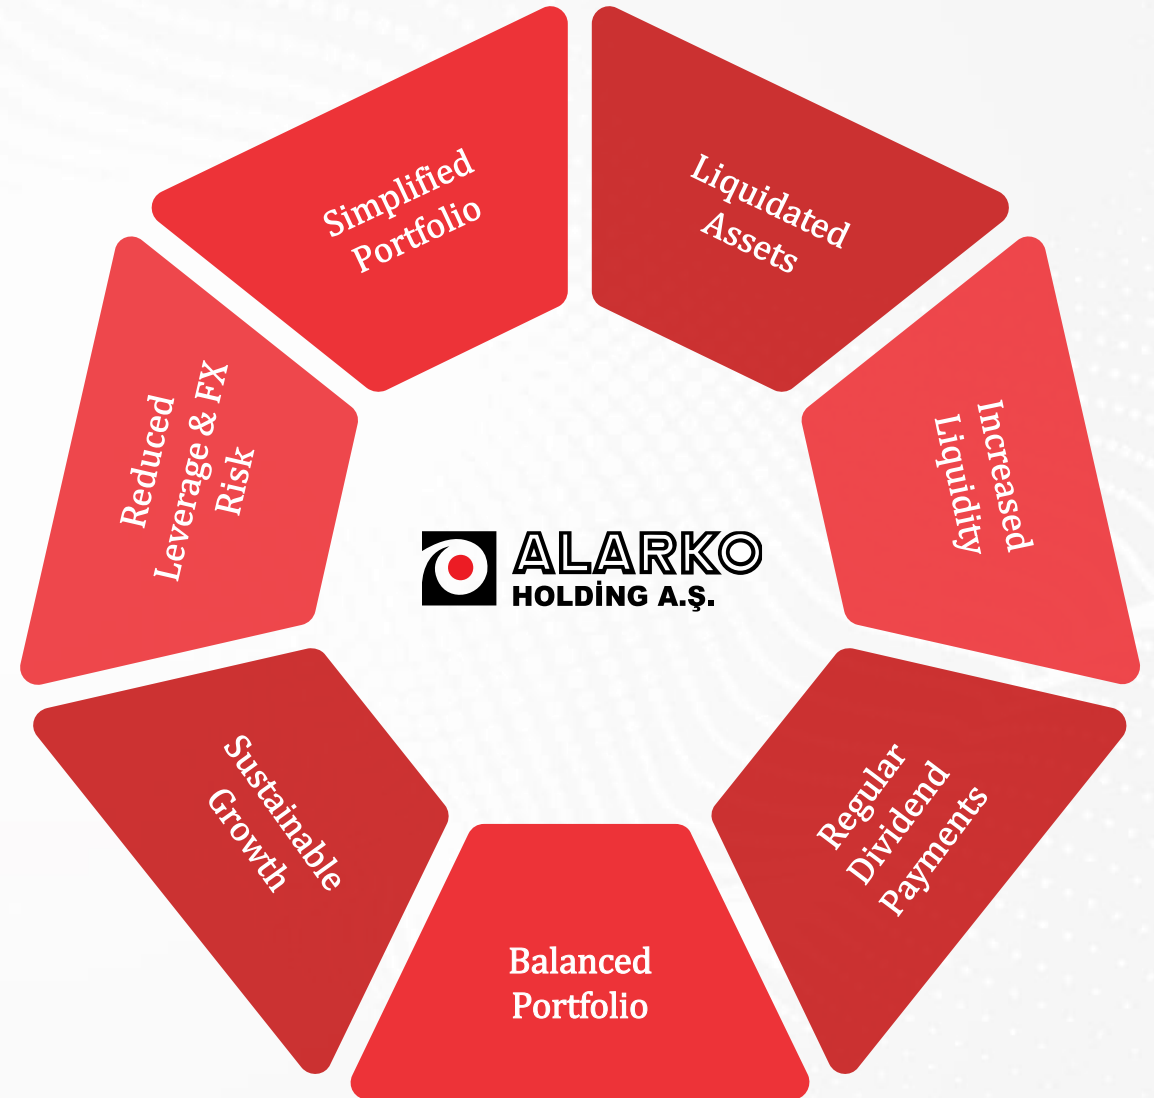 Simplified
Portfolio
Liquidated
Assets
Increased
Liquidity
Regular
Dividend
Payments
Balanced
Portfolio
Sustainable
Growth
Reduced
Leverage & FX
Risk
ALARKO
HOLDİNG A.Ş.